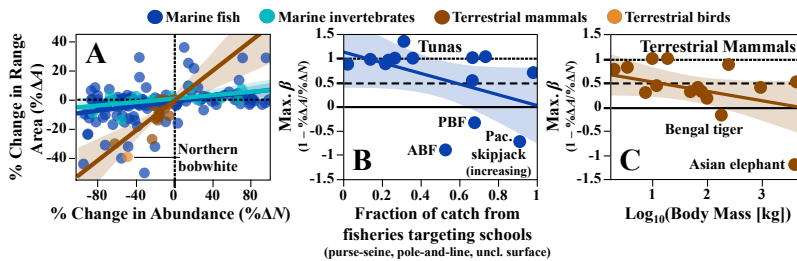 Marine fish Marine invertebrates Terrestrial mammals Terrestrial birds
A
% Change in Range
Area (%ΔA)
40
20
0
-20
-40
Northern
bobwhite
-80 -40 0 40 80
% Change in Abundance (%ΔN)
Max. β
(1 – %ΔA/%ΔN)
1.5
1
0.5
0
-0.5
-1
-1.5
Tunas
PBF
ABF
Pac.
skipjack
(increasing)
B
0 0.2 0.4 0.6 0.8 1
Fraction of catch from
fisheries targeting schools
(purse-seine, pole-and-line, uncl. surface)
Max. β
(1 – %ΔA/%ΔN)
1.5
1
0.5
0
-0.5
-1
-1.5
Terrestrial Mammals
Bengal tiger
Asian elephant
C
1.0 2.0 3.0
Log10(Body Mass [kg])